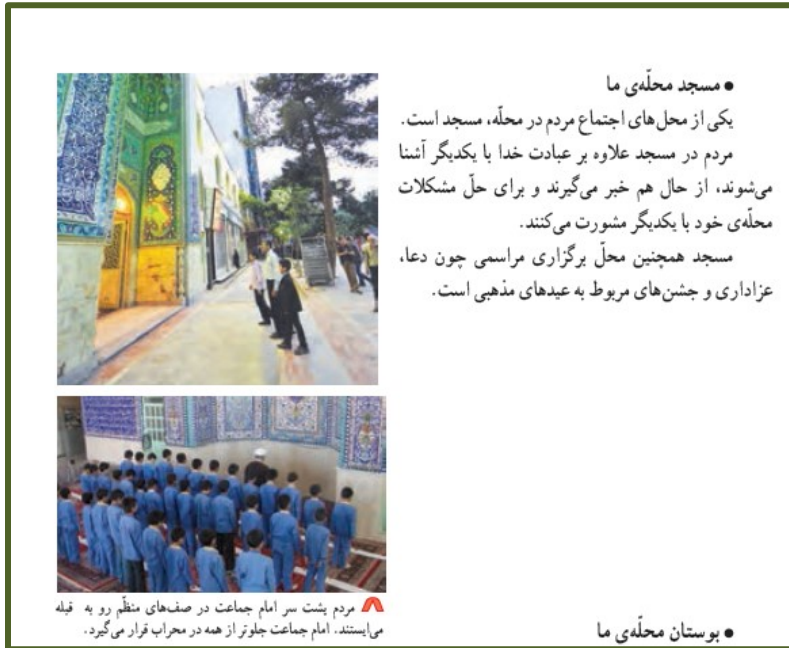 ● مسجد محلّه‌ی ما
یکی از محل‌های اجتماع مردم در محلّه، مسجد است.
مردم در مسجد علاوه بر عبادت خدا با یکدیگر آشنا
می‌شوند، از حال هم خبر می‌گیرند و برای حلّ مشکلات
محلّه‌ی خود با یکدیگر مشورت می‌کنند.
مسجد همچنین محلّ برگزاری مراسمی چون دعا،
عزاداری و جشن‌های مربوط به عیدهای مذهبی است.
مردم پشت سر امام جماعت در صف‌های منظّم رو به قبله
می‌ایستند. امام جماعت جلوتر از همه در محراب قرار می‌گیرد.
● بوستان محلّه‌ی ما